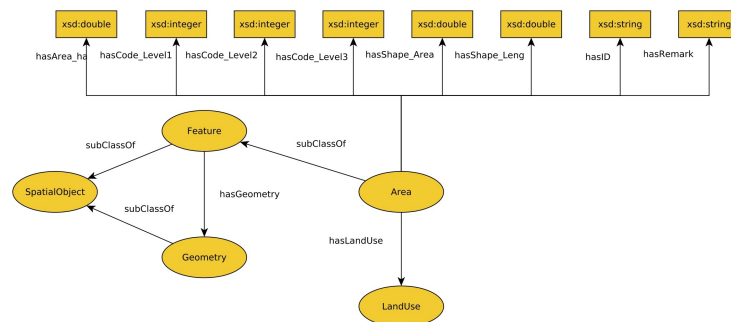 xsd:double xsd:integer xsd:integer xsd:integer xsd:double xsd:double xsd:string xsd:string
hasArea_ha hasCode_Level1 hasCode_Level2 hasCode_Level3 hasShape_Area hasShape_Leng hasID hasRemark
Feature
subClassOf subClassOf
SpatialObject hasGeometry Area
subClassOf
hasLandUse
Geometry
LandUse